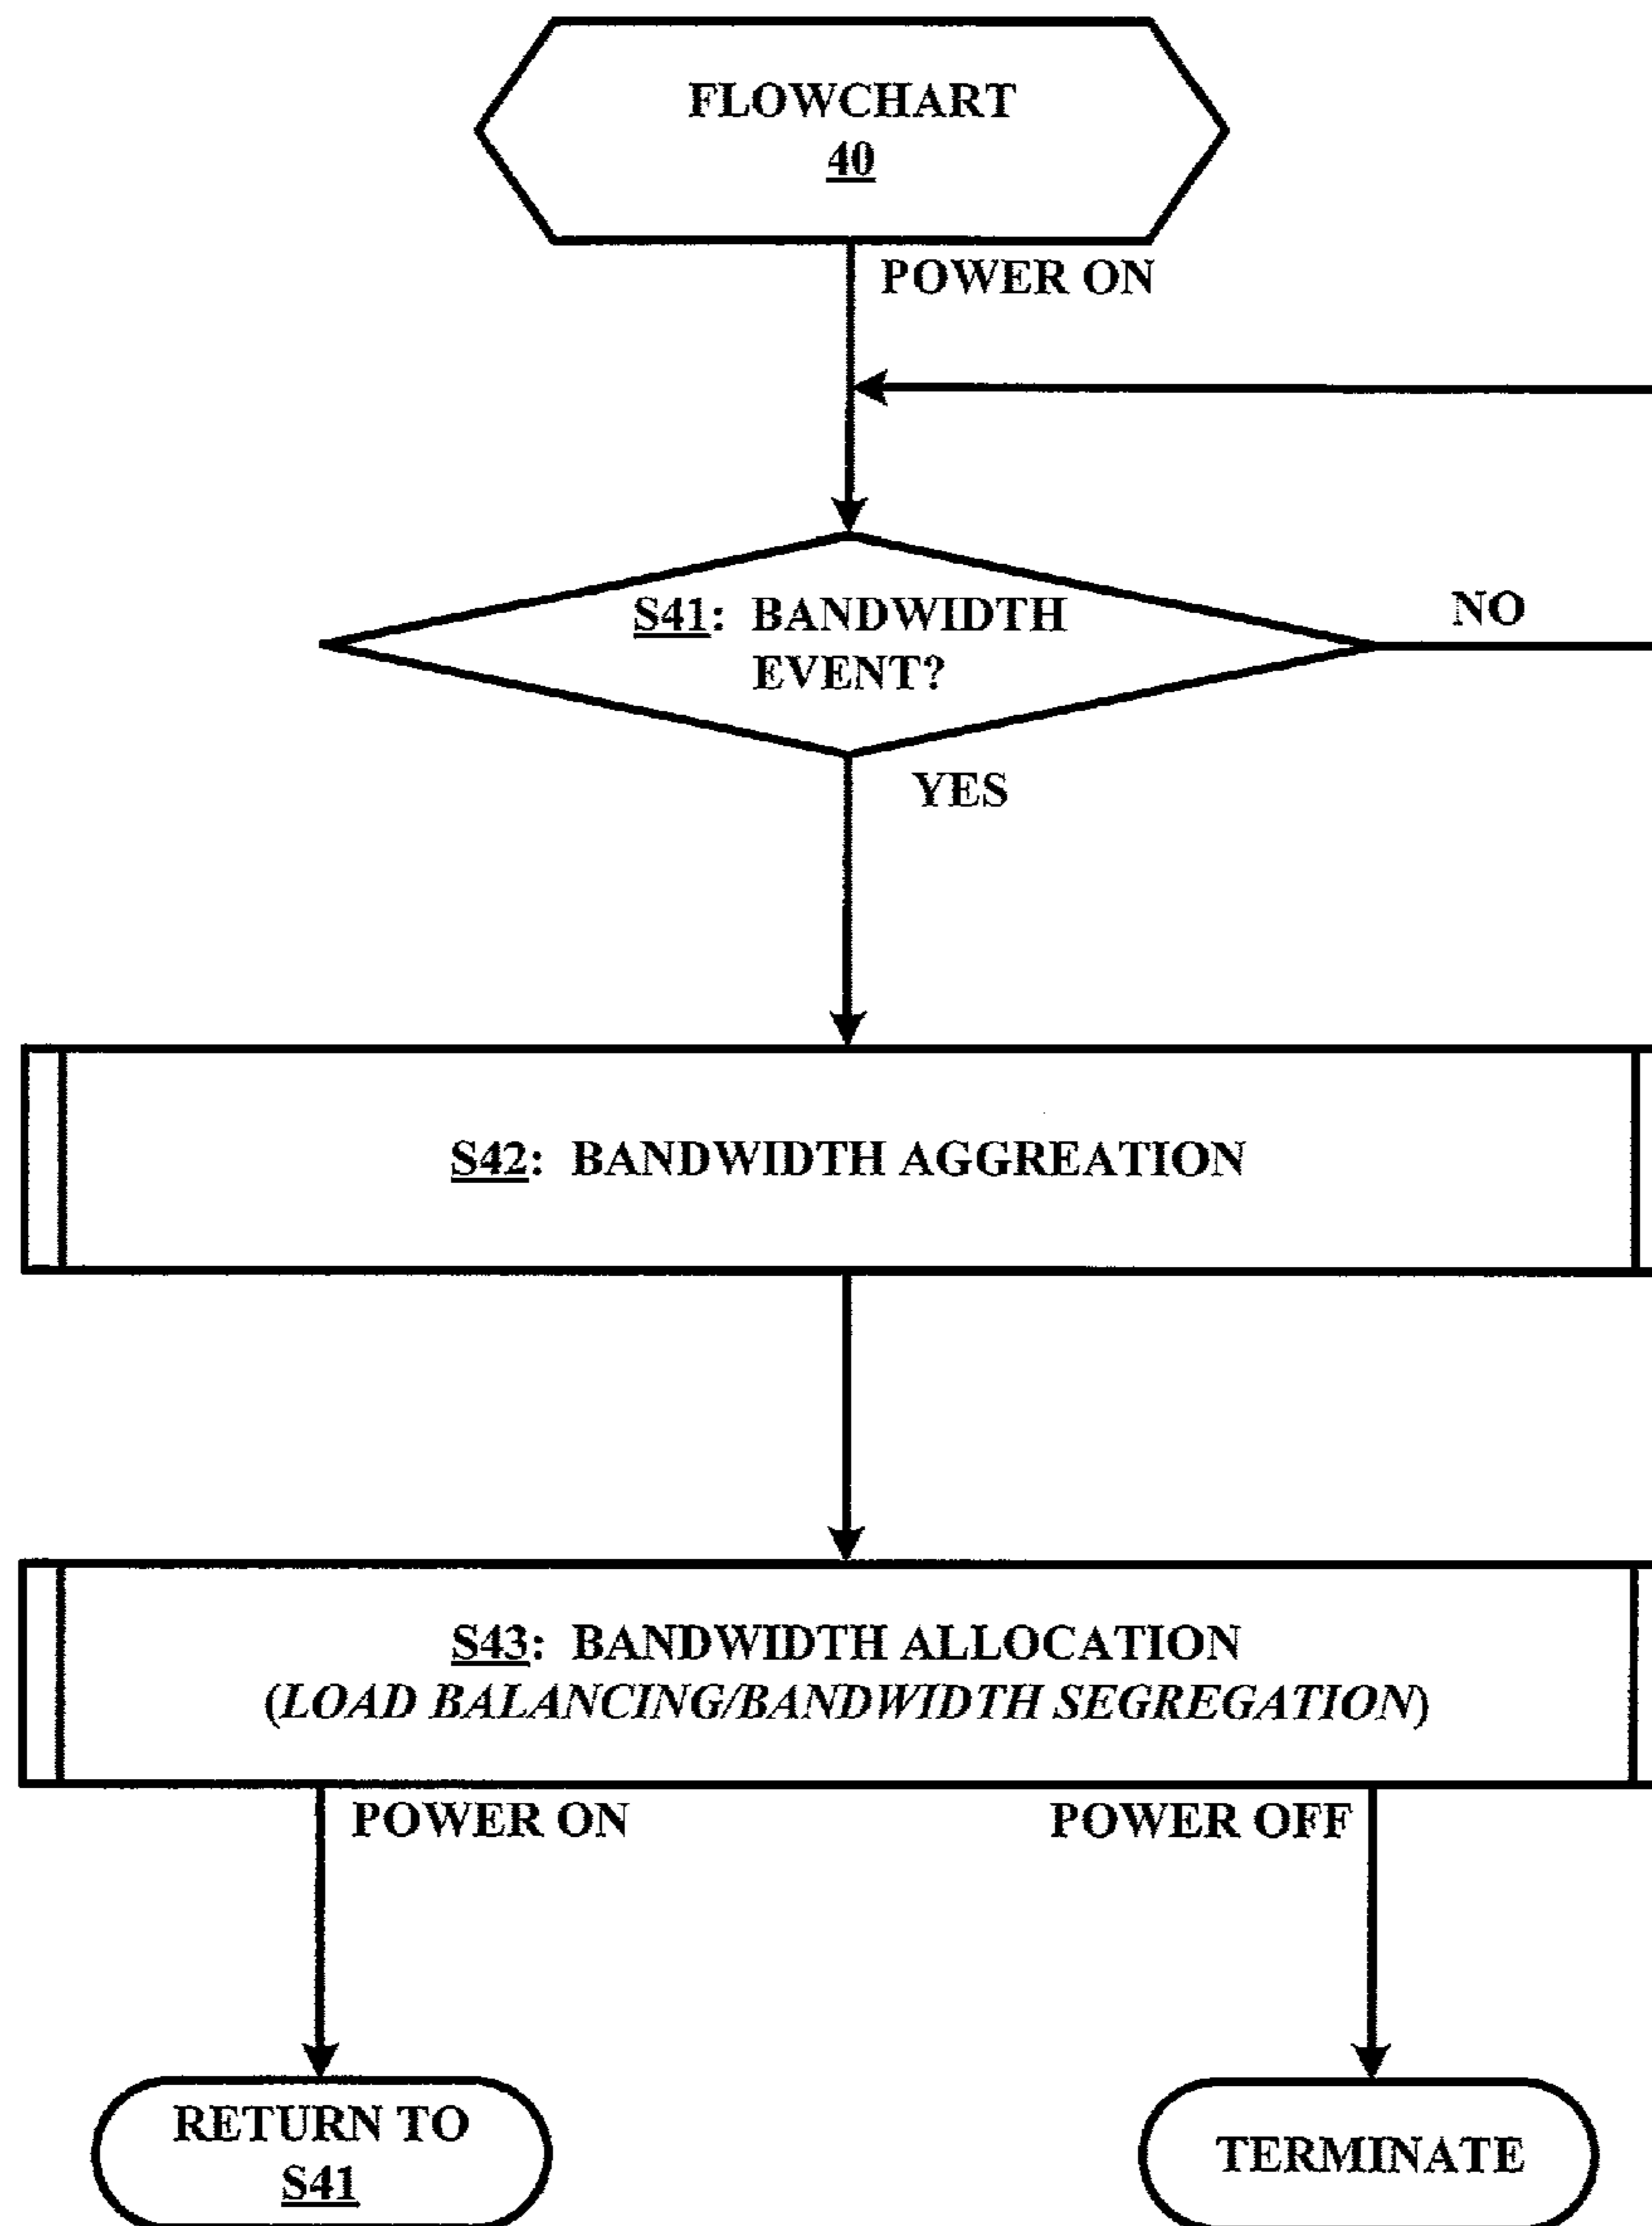 FLOWCHART
40
POWER ON
S41: BANDWIDTH
EVENT?
NO
YES
S42: BANDWIDTH AGGREATION
S43: BANDWIDTH ALLOCATION
(LOAD BALANCING/BANDWIDTH SEGREGATION)
POWER ON
POWER OFF
RETURN TO
S41
TERMINATE